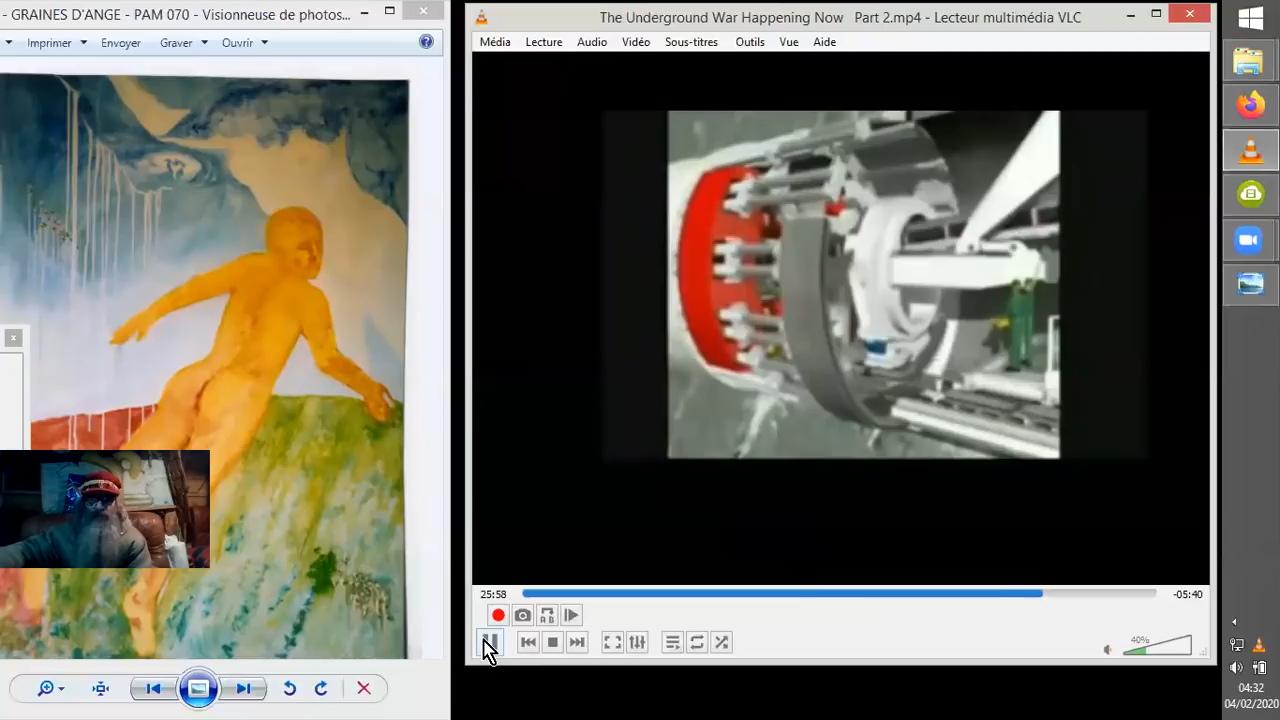 - GRAINES D'ANGE - PAM 070 - Visionneuse de photos...
Imprimer Envoyer Graver Ouvrir
The Underground War Happening Now Part 2.mp4 - Lecteur multimédia VLC
Média Lecture Audio Vidéo Sous-titres Outils Vue Aide
25:58
-05:40
A B
40%
04:32
04/02/2020